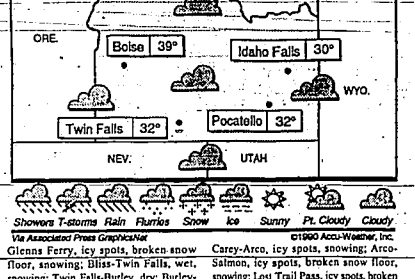 ORE.
Boise 39°
Idaho Falls 30°
WYO.
Twin Falls 32°
Pocatello 32°
NEV.
UTAH
Showers T-storms Rain Flurries Snow Ice Sunny Pt. Cloudy Cloudy
Via Associated Press GraphicsNet
©1990 Accu-Weather, Inc.
Glenns Ferry, icy spots, broken snow
floor, snowing; Bliss-Twin Falls, wet,
snowing; Twin Falls-Burley, dry; Burley-
Carey-Arco, icy spots, snowing; Arco-
Salmon, icy spots, broken snow floor,
snowing; Lost Trail Pass, icy spots, broken